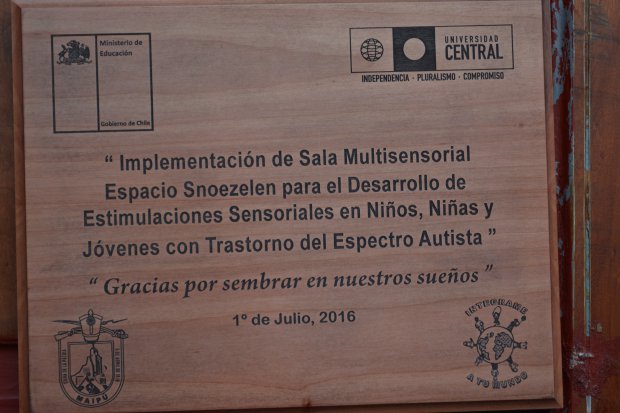 Ministerio de
Educación
Gobierno de Chile
UNIVERSIDAD
CENTRAL
INDEPENDENCIA · PLURALISMO · COMPROMISO
“ Implementación de Sala Multisensorial
Espacio Snoezelen para el Desarrollo de
Estimulaciones Sensoriales en Niños, Niñas y
Jóvenes con Trastorno del Espectro Autista ”
“ Gracias por sembrar en nuestros sueños ”
1º de Julio, 2016
MAIPÚ
INTEGRAME
A TU MUNDO